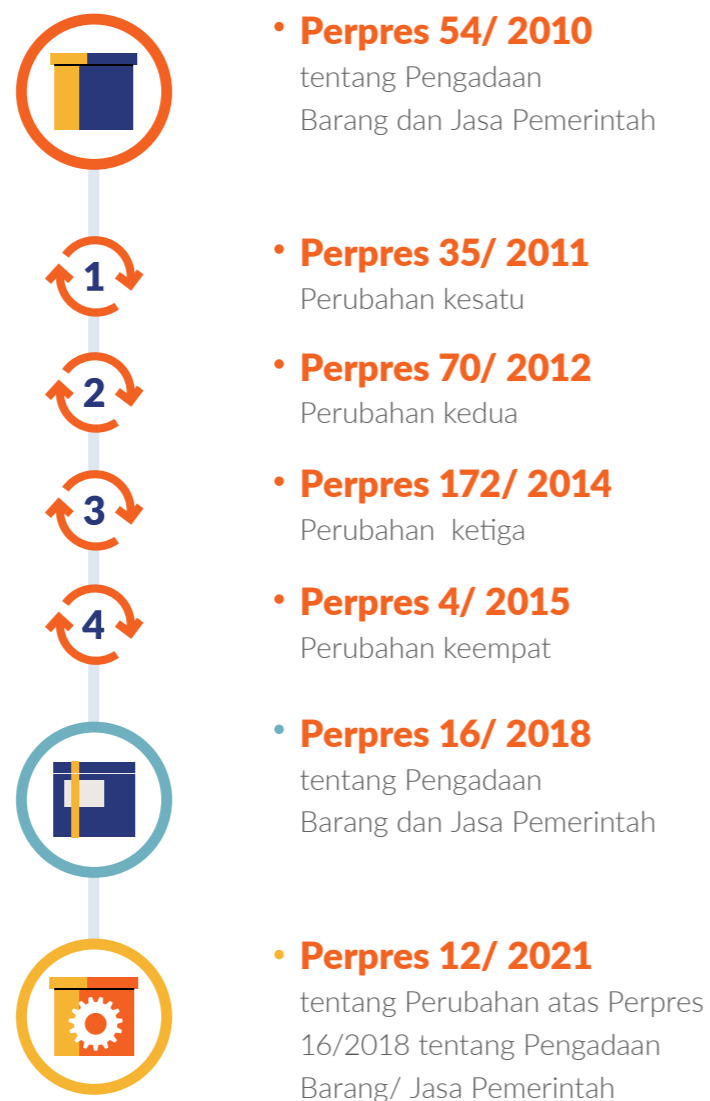 Perpres 54/ 2010
tentang Pengadaan
Barang dan Jasa Pemerintah
1
Perpres 35/ 2011
Perubahan kesatu
2
Perpres 70/ 2012
Perubahan kedua
3
Perpres 172/ 2014
Perubahan  ketiga
4
Perpres 4/ 2015
Perubahan keempat
Perpres 16/ 2018
tentang Pengadaan
Barang dan Jasa Pemerintah
Perpres 12/ 2021
tentang Perubahan atas Perpres
16/2018 tentang Pengadaan
Barang/ Jasa Pemerintah